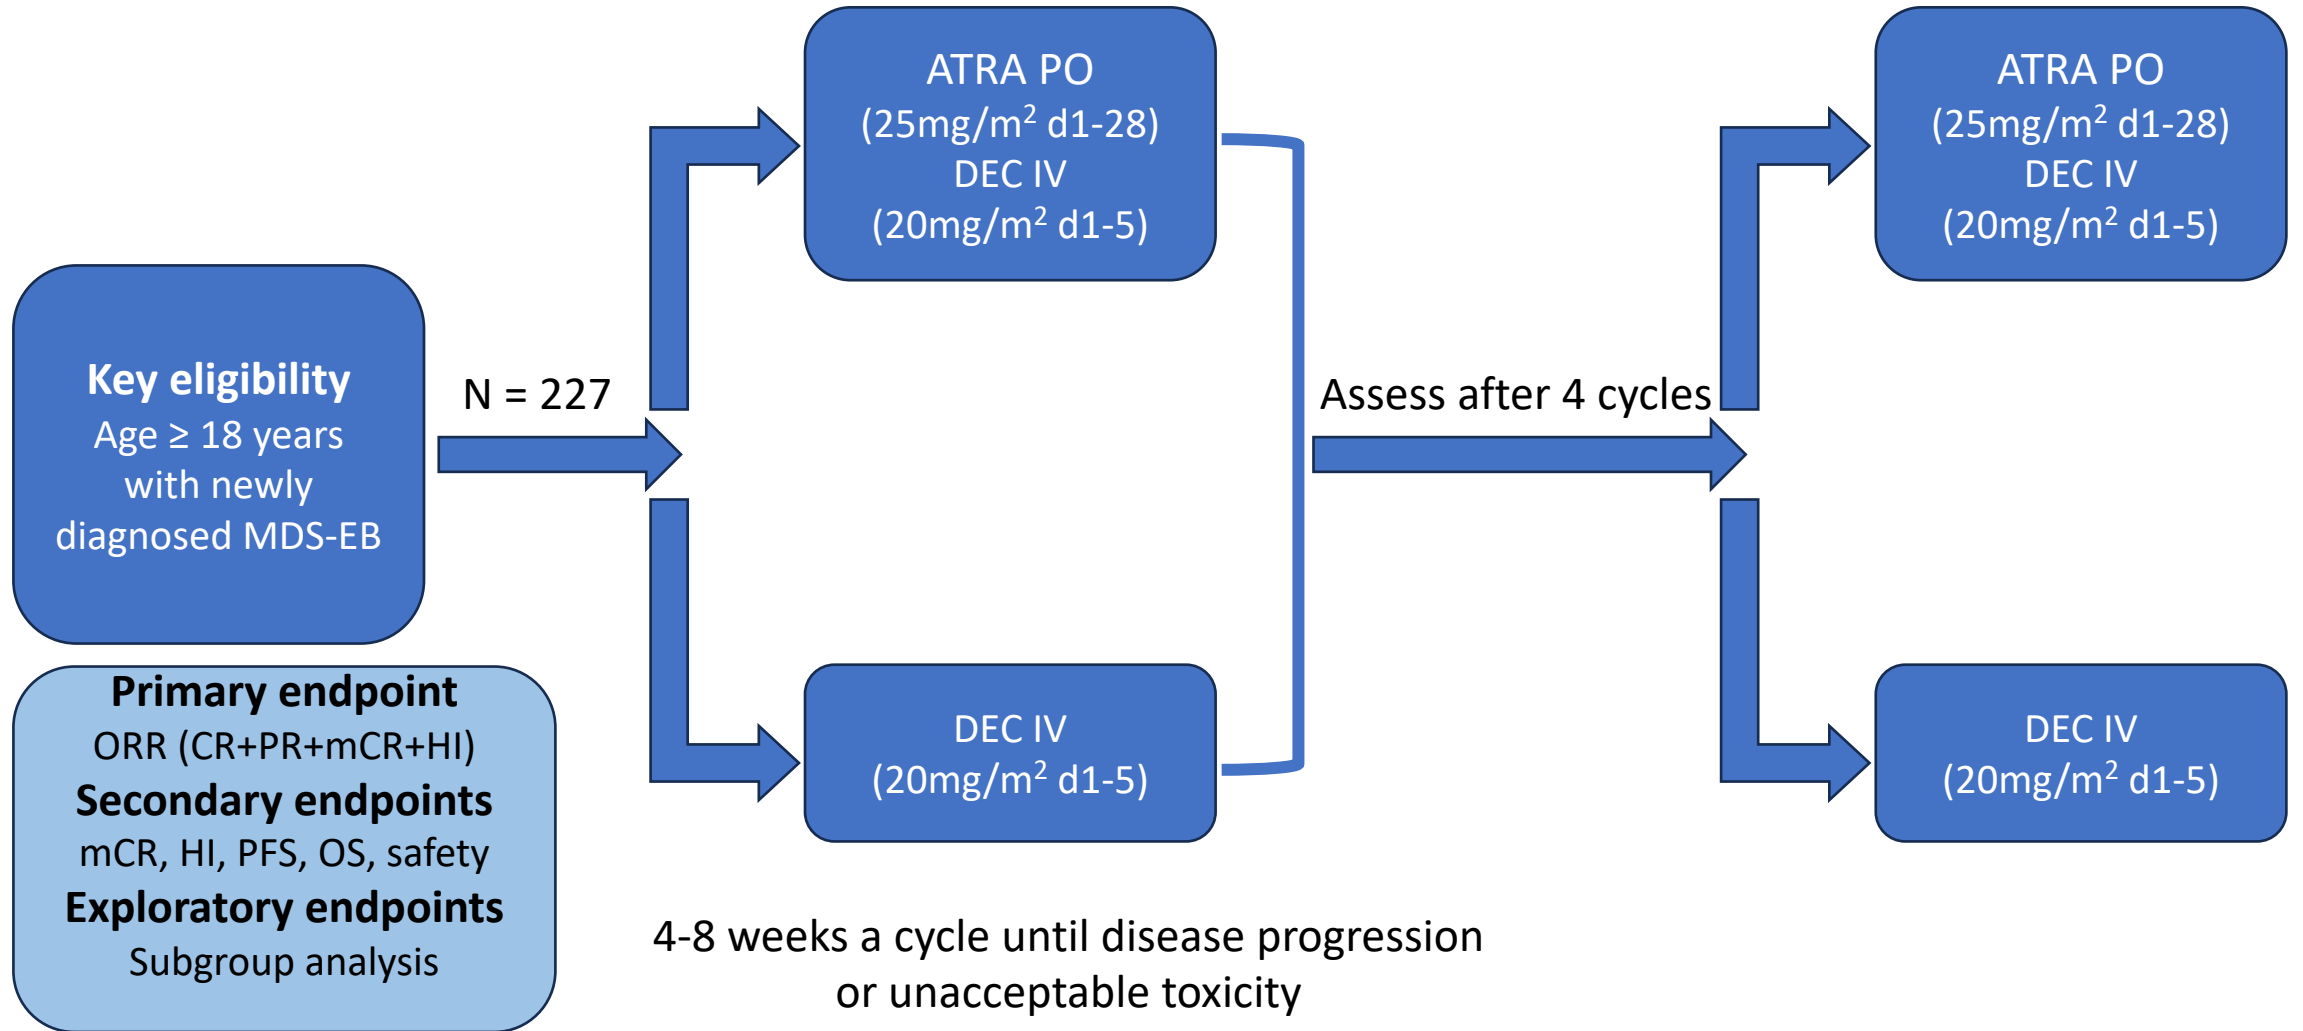 Key eligibility
Age ≥ 18 years
with newly
diagnosed MDS-EB
Primary endpoint
ORR (CR+PR+mCR+HI)
Secondary endpoints
mCR, HI, PFS, OS, safety
Exploratory endpoints
Subgroup analysis
N = 227
ATRA PO
(25mg/m² d1-28)
DEC IV
(20mg/m² d1-5)
DEC IV
(20mg/m² d1-5)
4-8 weeks a cycle until disease progression
or unacceptable toxicity
Assess after 4 cycles
ATRA PO
(25mg/m² d1-28)
DEC IV
(20mg/m² d1-5)
DEC IV
(20mg/m² d1-5)